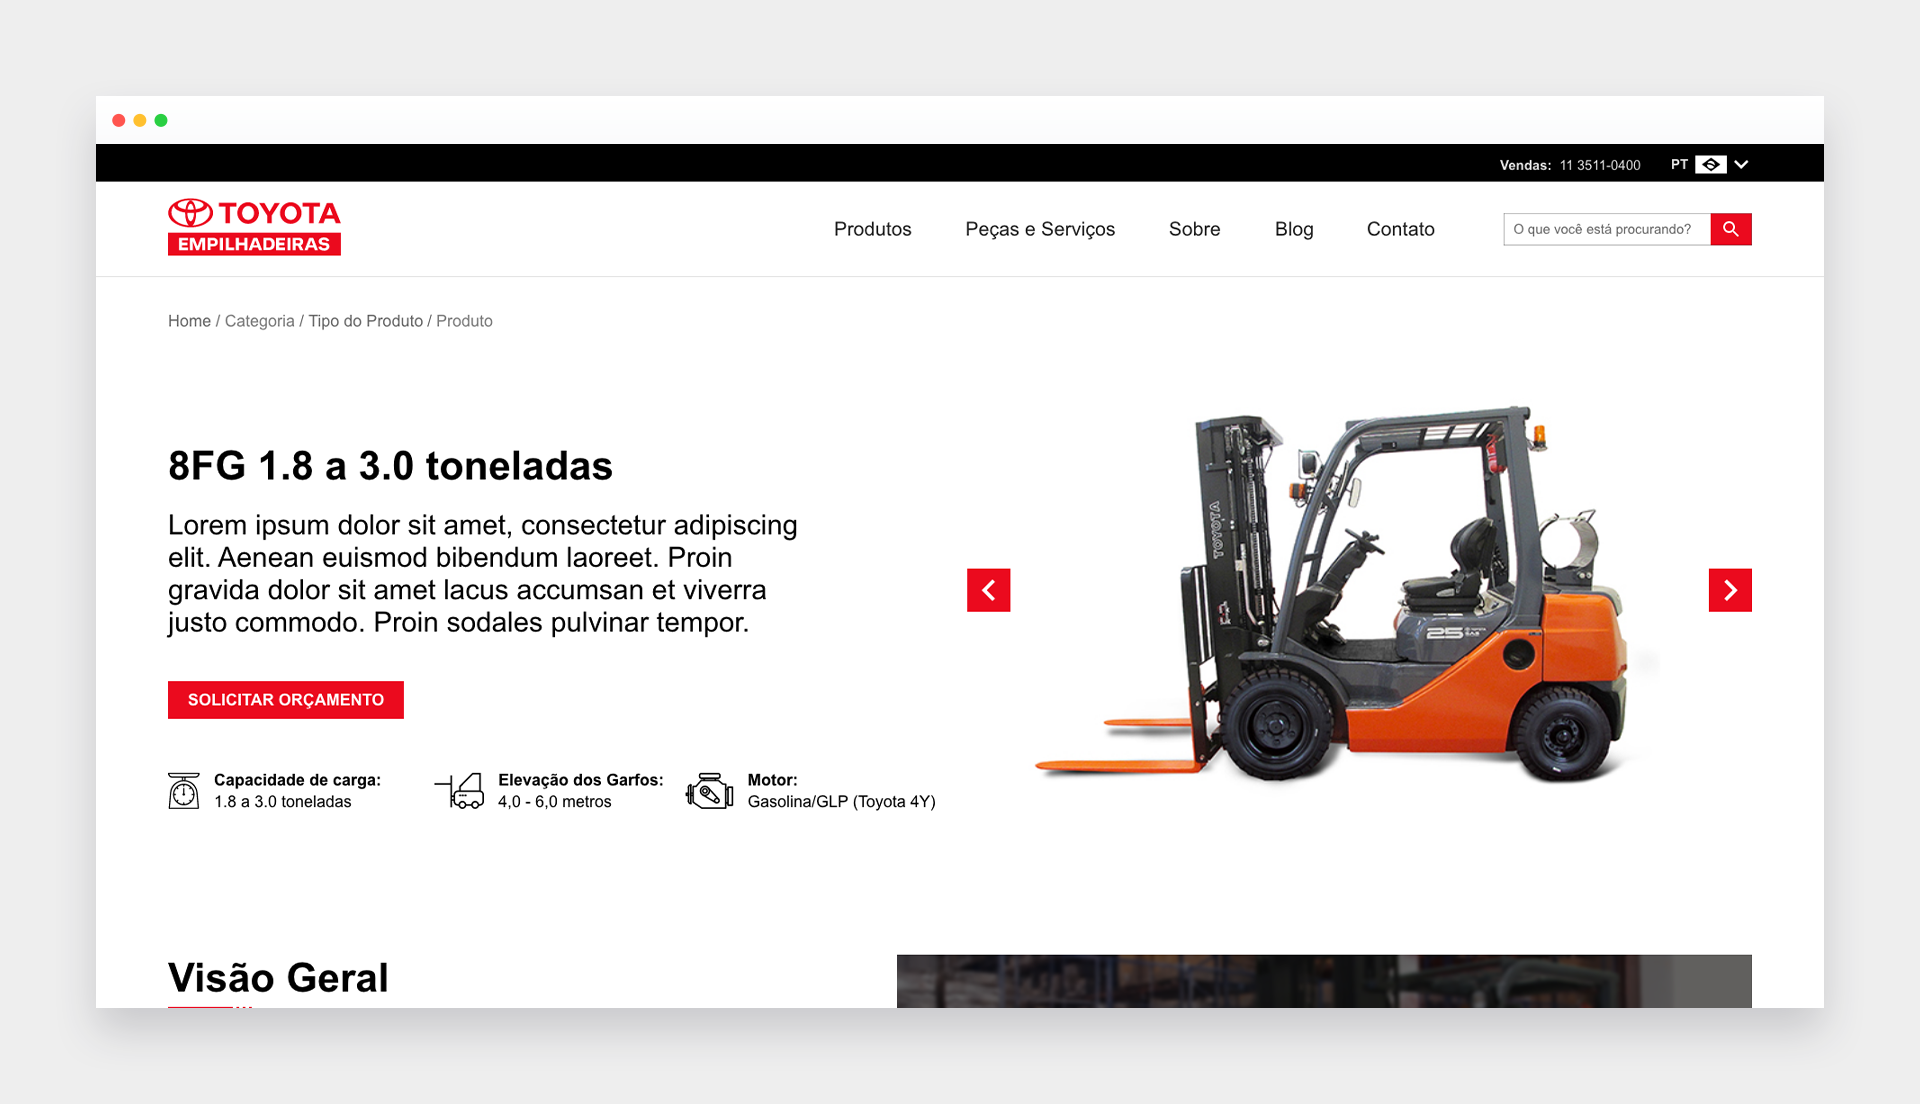 Vendas: 11 3511-0400 PT
TOYOTA
EMPILHADEIRAS
Produtos Peças e Serviços Sobre Blog Contato O que você está procurando?
Home / Categoria / Tipo do Produto / Produto
8FG 1.8 a 3.0 toneladas
Lorem ipsum dolor sit amet, consectetur adipiscing
elit. Aenean euismod bibendum laoreet. Proin
gravida dolor sit amet lacus accumsan et viverra
justo commodo. Proin sodales pulvinar tempor.
SOLICITAR ORÇAMENTO
Capacidade de carga:
1.8 a 3.0 toneladas
Elevação dos Garfos:
4,0 - 6,0 metros
Motor:
Gasolina/GLP (Toyota 4Y)
TOYOTA
25
Visão Geral